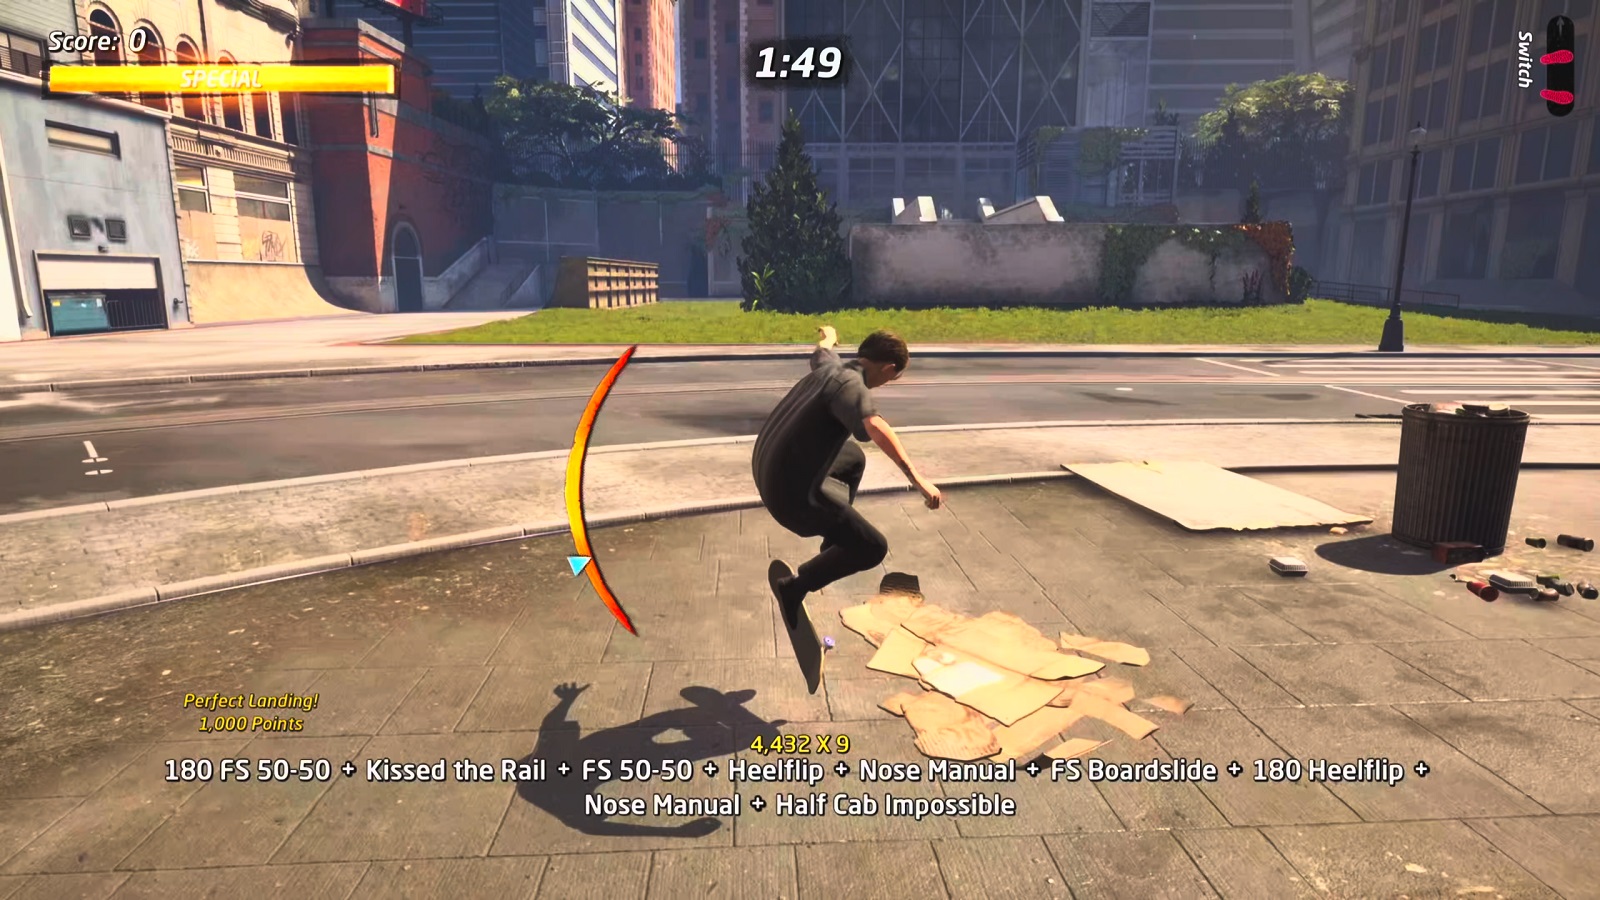 Score: 0
SPECIAL
1:49
Switch
Perfect Landing!
1,000 Points
4,432 X 9
180 FS 50-50 + Kissed the Rail + FS 50-50 + Heelflip + Nose Manual + FS Boardslide + 180 Heelflip +
Nose Manual + Half Cab Impossible